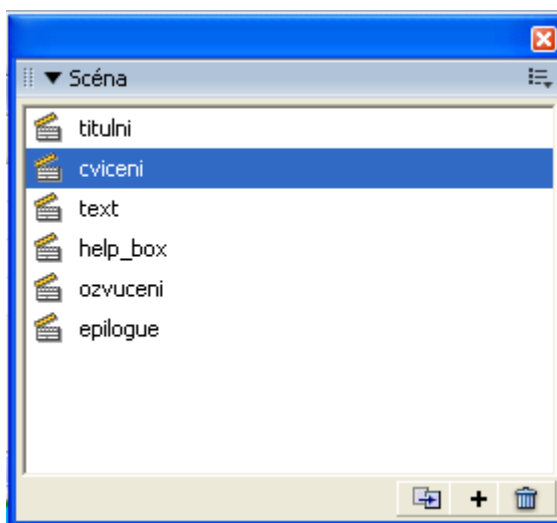 Scéna
titulni
cviceni
text
help_box
ozvuceni
epilogue